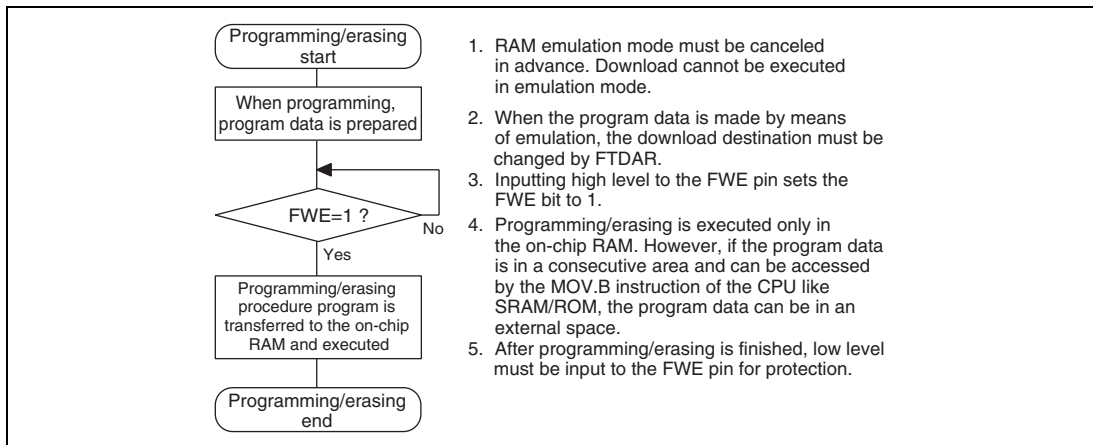 Programming/erasing
start
When programming,
program data is prepared
FWE=1 ?
No
Yes
Programming/erasing
procedure program is
transferred to the on-chip
RAM and executed
Programming/erasing
end
1. RAM emulation mode must be canceled
in advance. Download cannot be executed
in emulation mode.
2. When the program data is made by means
of emulation, the download destination must be
changed by FTDAR.
3. Inputting high level to the FWE pin sets the
FWE bit to 1.
4. Programming/erasing is executed only in
the on-chip RAM. However, if the program data
is in a consecutive area and can be accessed
by the MOV.B instruction of the CPU like
SRAM/ROM, the program data can be in an
external space.
5. After programming/erasing is finished, low level
must be input to the FWE pin for protection.